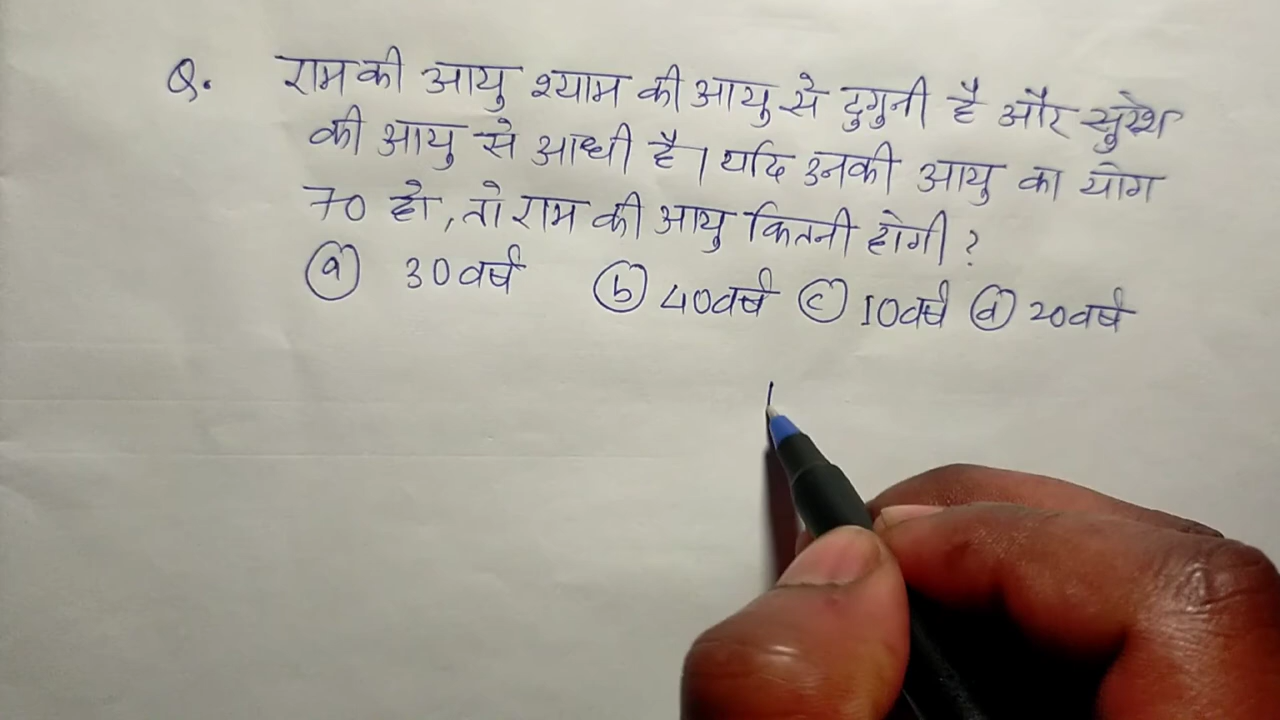 Q. राम की आयु श्याम की आयु से दुगुनी है और सुरेश
की आयु से आधी है। यदि उनकी आयु का योग
70 हो, तो राम की आयु कितनी होगी ?
(a) 30 वर्ष (b) 40 वर्ष (c) 10 वर्ष (d) 20 वर्ष